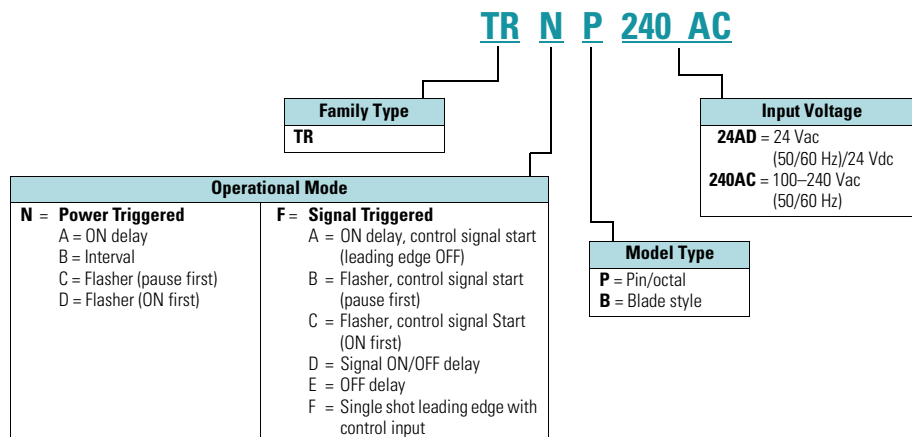 TR N P 240 AC
Family Type
TR
Input Voltage
24AD = 24 Vac
(50/60 Hz)/24 Vdc
240AC = 100–240 Vac
(50/60 Hz)
Operational Mode
N = Power Triggered
A = ON delay
B = Interval
C = Flasher (pause first)
D = Flasher (ON first)
F = Signal Triggered
A = ON delay, control signal start
(leading edge OFF)
B = Flasher, control signal start
(pause first)
C = Flasher, control signal Start
(ON first)
D = Signal ON/OFF delay
E = OFF delay
F = Single shot leading edge with
control input
Model Type
P = Pin/octal
B = Blade style